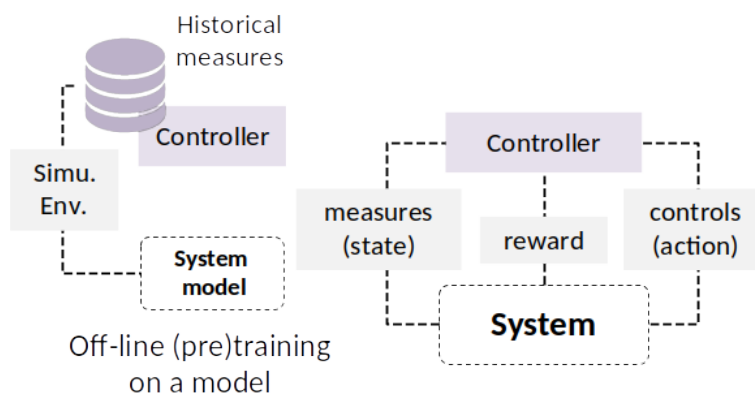 Historical
measures
Controller
Simu.
Env.
System
model
Off-line (pre)training
on a model
Controller
measures
(state)
reward
controls
(action)
System